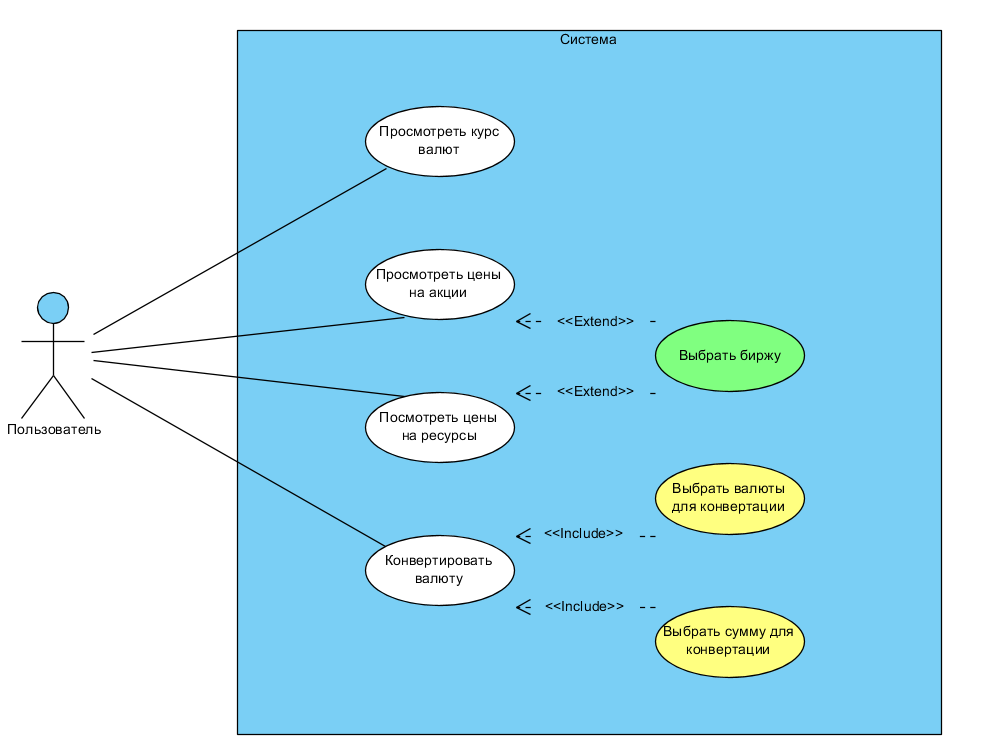 Система
Просмотреть курс
валют
Просмотреть цены
на акции
<<Extend>>
Выбрать биржу
<<Extend>>
Посмотреть цены
на ресурсы
Пользователь
Выбрать валюты
для конвертации
<<Include>>
Конвертировать
валюту
<<Include>>
Выбрать сумму для
конвертации